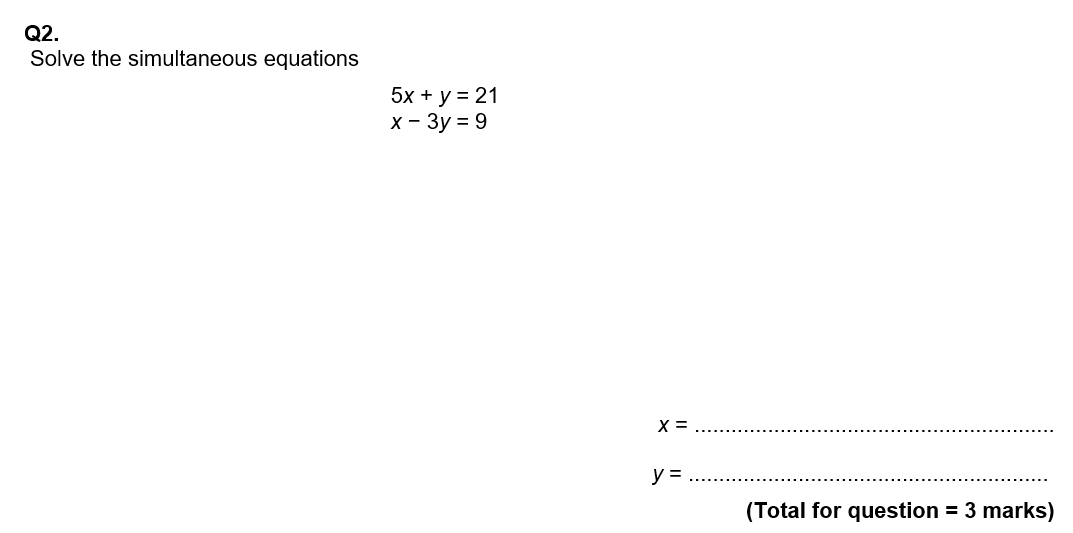 Q2.
Solve the simultaneous equations
5x + y = 21
x − 3y = 9
x = ............................................................
y = ............................................................
(Total for question = 3 marks)